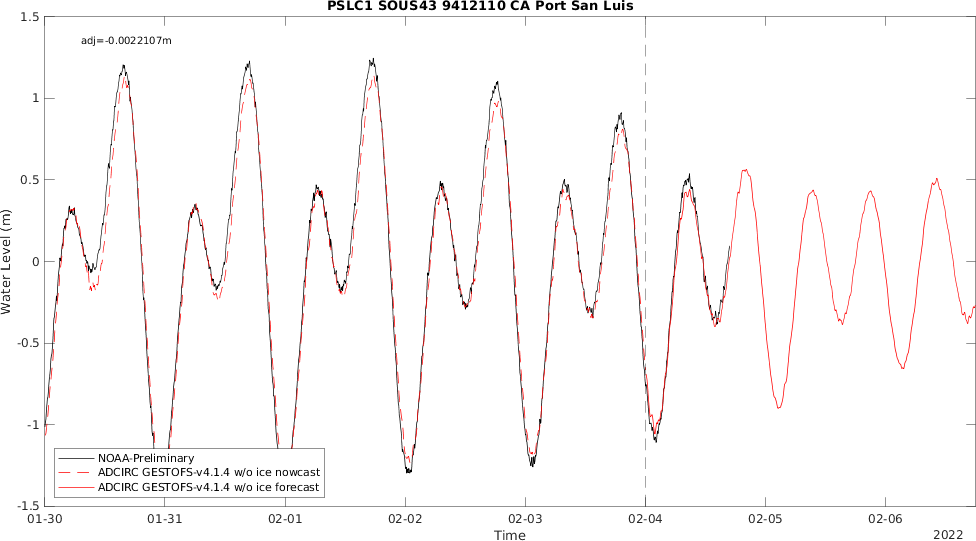 PSLC1 SOUS43 9412110 CA Port San Luis
1.5
adj=-0.0022107m
1
0.5
0
-0.5
-1
-1.5
Water Level (m)
NOAA-Preliminary
ADCIRC GESTOFS-v4.1.4 w/o ice nowcast
ADCIRC GESTOFS-v4.1.4 w/o ice forecast
01-30 01-31 02-01 02-02 02-03 02-04 02-05 02-06
Time
2022